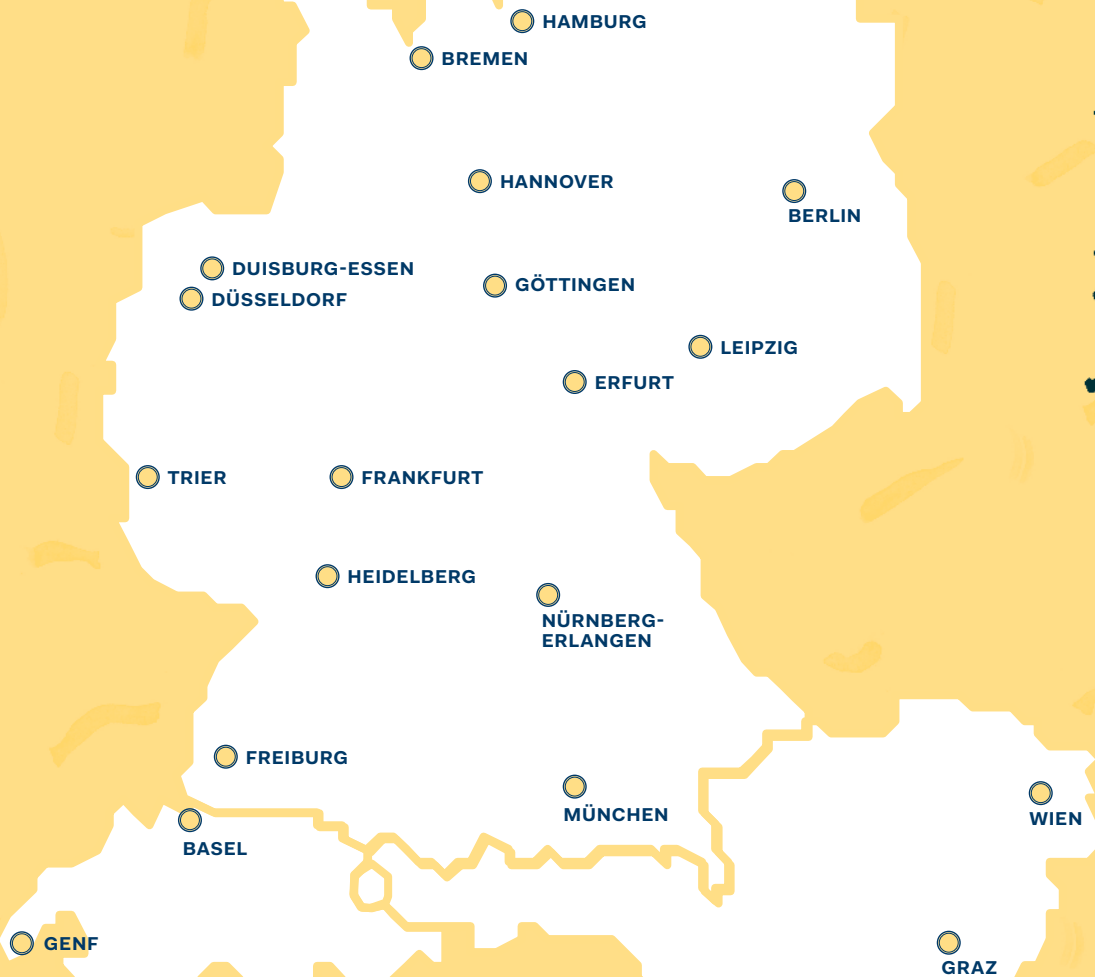 HAMBURG
BREMEN
HANNOVER
BERLIN
DUISBURG-ESSEN
GÖTTINGEN
DÜSSELDORF
LEIPZIG
ERFURT
TRIER
FRANKFURT
HEIDELBERG
NÜRNBERG-
ERLANGEN
FREIBURG
MÜNCHEN
WIEN
BASEL
GENF
GRAZ